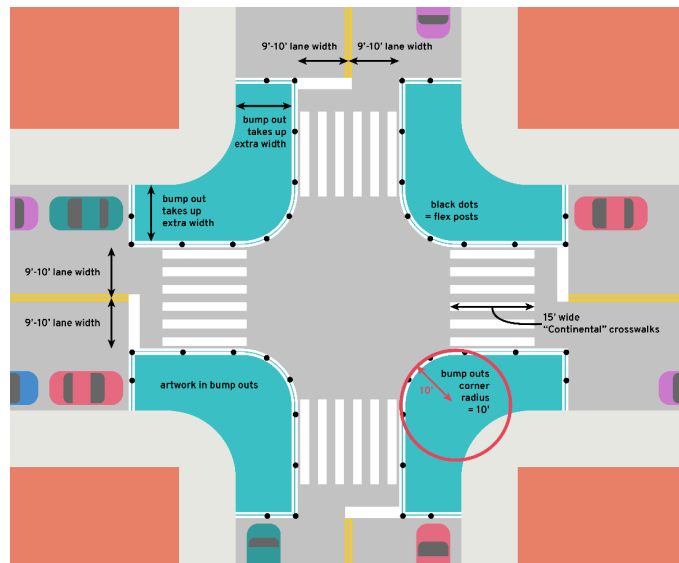 9'-10' lane width
9'-10' lane width
bump out
takes up
extra width
bump out
takes up
extra width
black dots
= flex posts
9'-10' lane width
9'-10' lane width
15' wide
“Continental” crosswalks
artwork in bump outs
bump outs
corner
radius
= 10'
10'